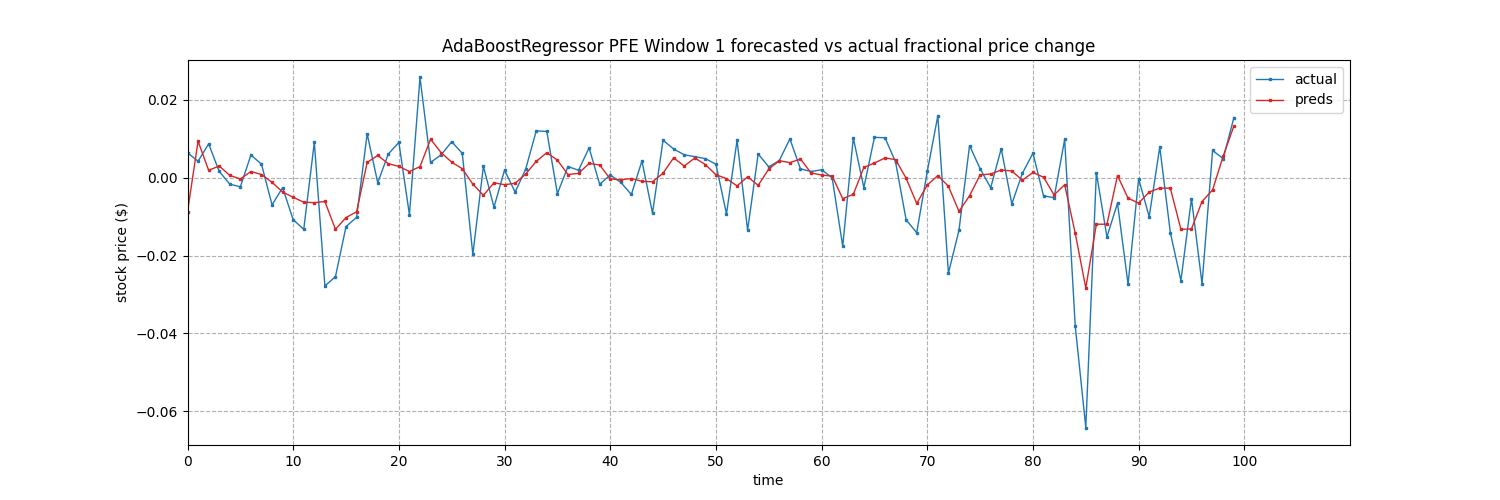 AdaBoostRegressor PFE Window 1 forecasted vs actual fractional price change
actual
preds
stock price ($)
0.02
0.00
−0.02
−0.04
−0.06
0 10 20 30 40 50 60 70 80 90 100
time